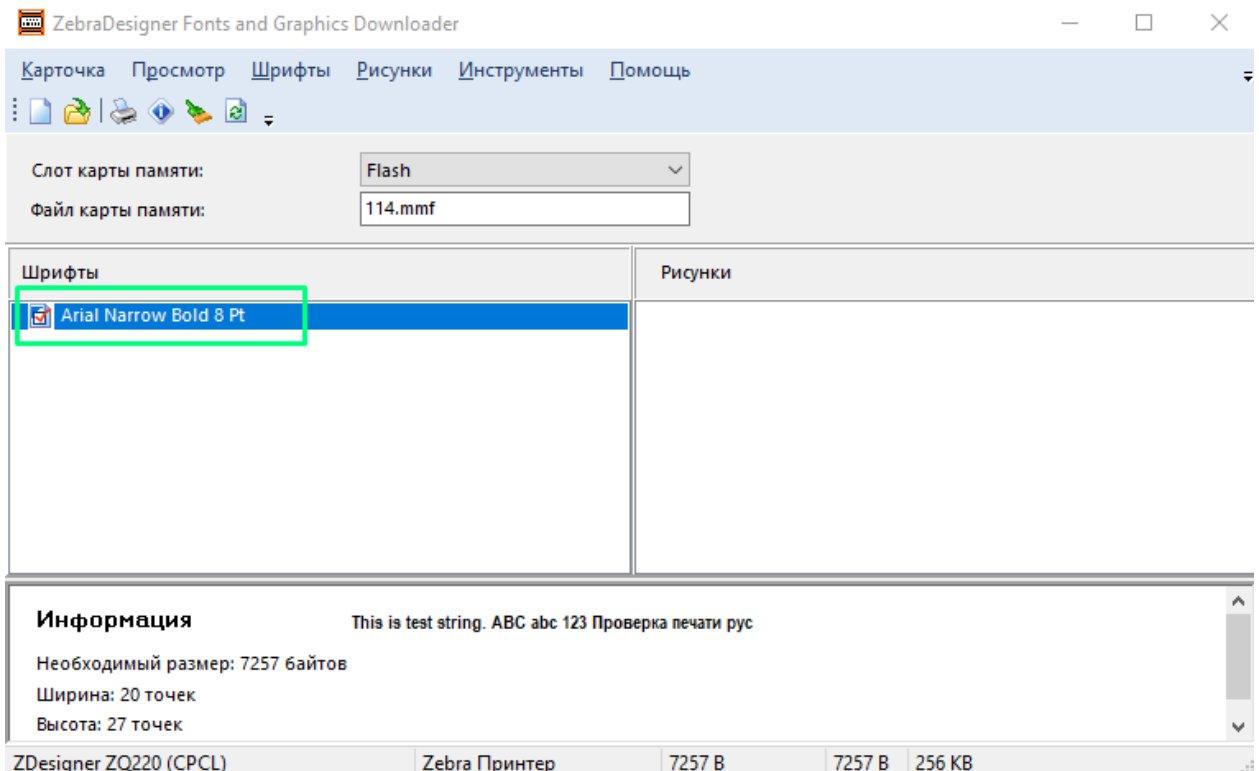 ZebraDesigner Fonts and Graphics Downloader
Карточка Просмотр Шрифты Рисунки Инструменты Помощь
Слот карты памяти: Flash
Файл карты памяти: 114.mmf
Шрифты Рисунки
Arial Narrow Bold 8 Pt
Информация This is test string. ABC abc 123 Проверка печати рус
Необходимый размер: 7257 байтов
Ширина: 20 точек
Высота: 27 точек
ZDesigner ZQ220 (CPCL) Zebra Принтер 7257 B 7257 B 256 KB